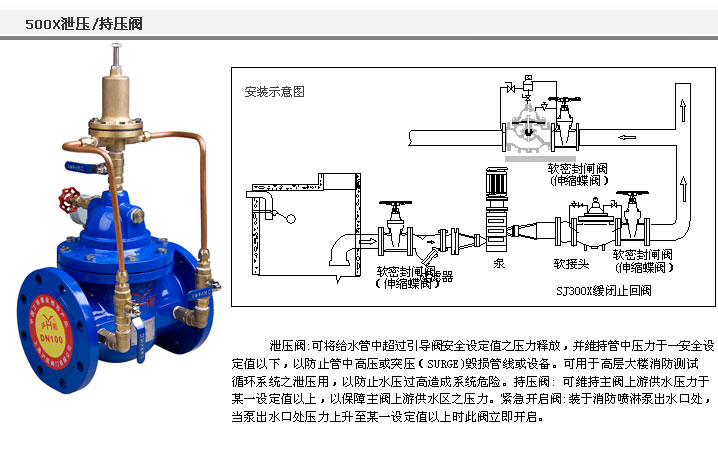 500X泄压/持压阀
安装示意图
软密封闸阀
(伸缩蝶阀)
软密封闸阀
(伸缩蝶阀)
泵
软接头
软密封闸阀
(伸缩蝶阀)
SJ300X缓闭止回阀
DN100
泄压阀:可将给水管中超过引导阀安全设定值之压力释放,并维持管中压力于一安全设
定值以下,以防止管中高压或突压(SURGE)毁损管线或设备。可用于高层大楼消防测试
循环系统之泄压用,以防止水压过高造成系统危险。持压阀: 可维持主阀上游供水压力于
某一设定值以上,以保障主阀上游供水区之压力。紧急开启阀:装于消防喷淋泵出水口处,
当泵出水口处压力上升至某一设定值以上时此阀立即开启。